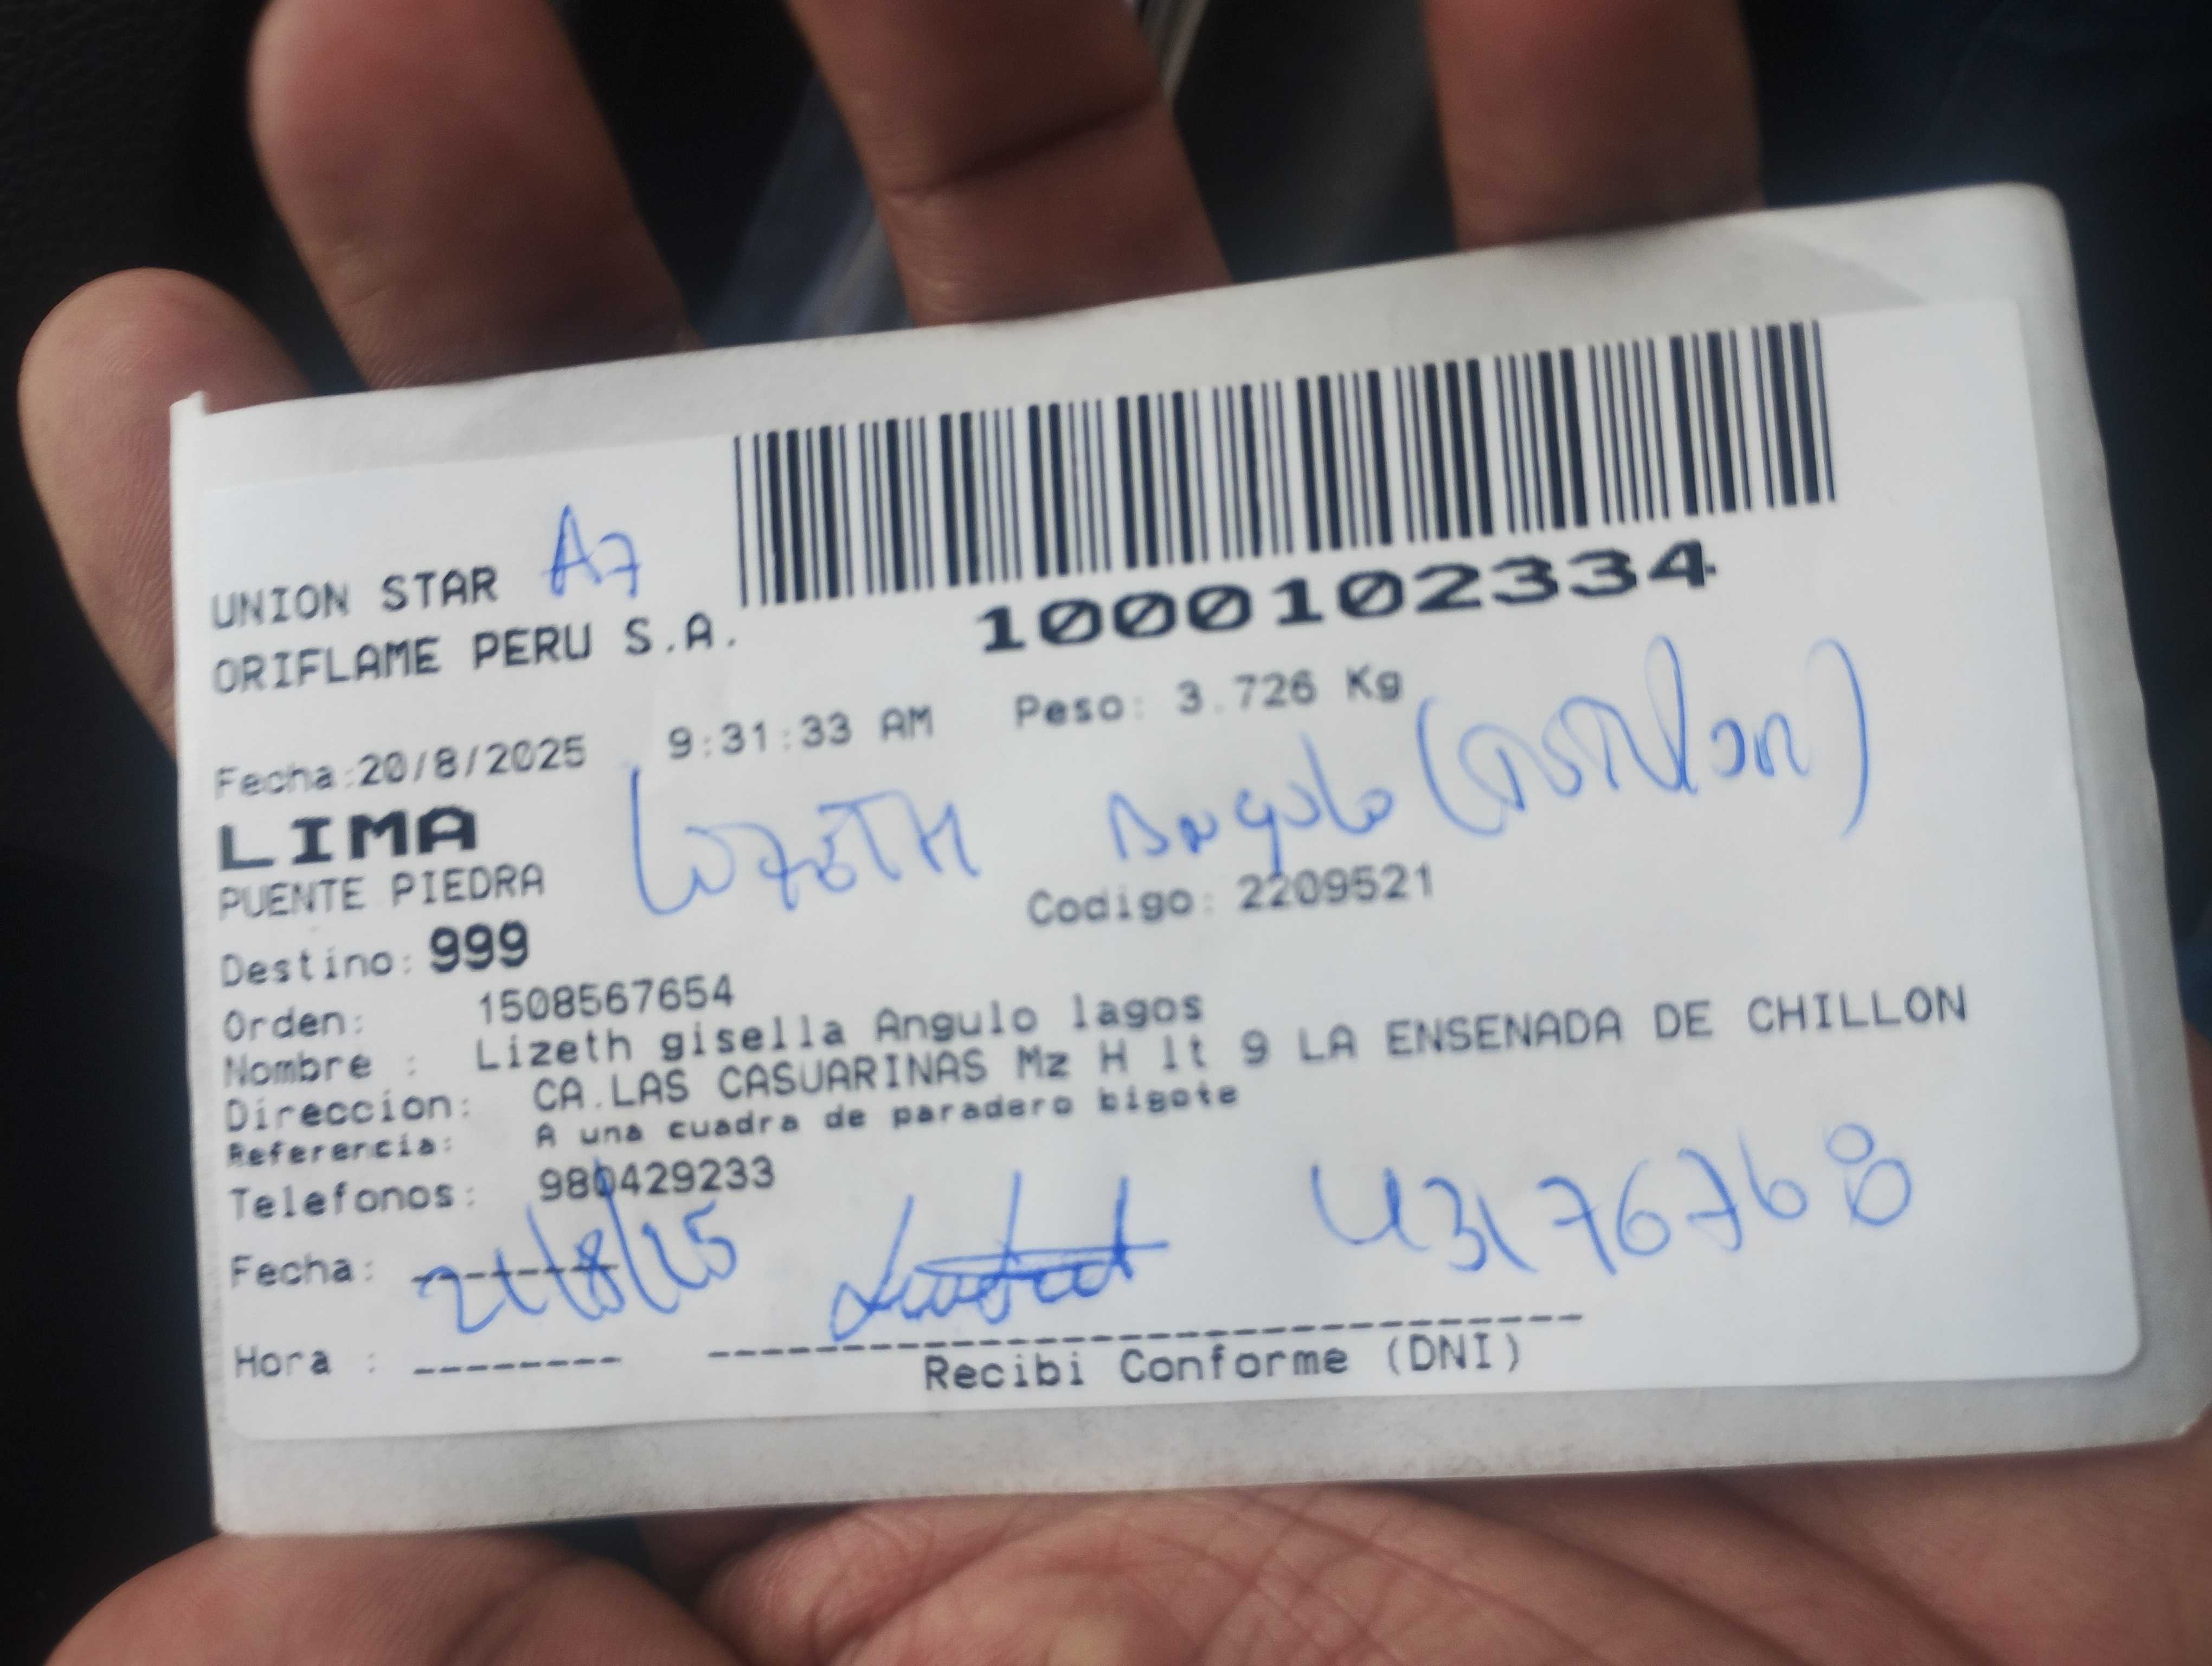 UNION STAR A7
ORIFLAME PERU S.A.
1000102334
Fecha:20/8/2025 9:31:33 AM Peso: 3.726 Kg
LIMA
LIZETH Angulo (TITULAR)
PUENTE PIEDRA
Codigo: 2209521
Destino: 999
Orden: 1508567654
Nombre : Lizeth gisella Angulo lagos
Direccion: CA.LAS CASUARINAS Mz H lt 9 LA ENSENADA DE CHILLON
Referencia: A una cuadra de paradero bigote
Telefonos: 980429233
Fecha: 21/8/25 43176768
Hora :
Recibi Conforme (DNI)